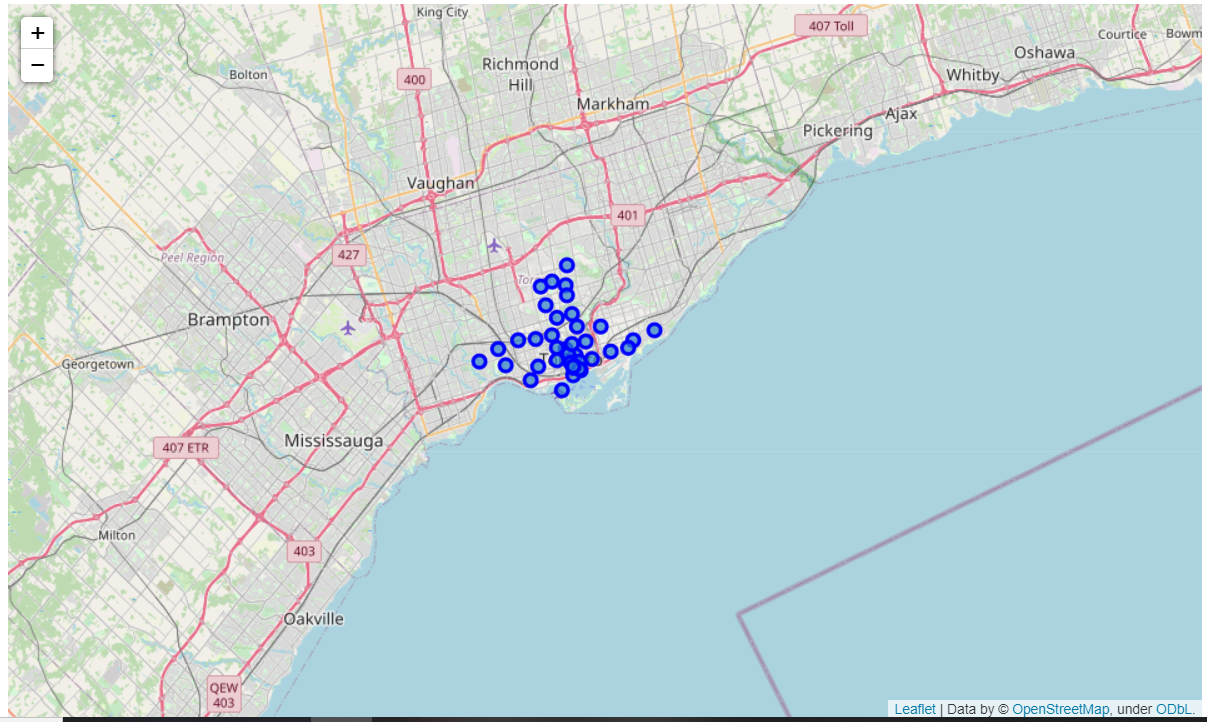 +
−
King City
407 Toll
Courtice
Bowm
Oshawa
Richmond
Hill
Whitby
Bolton
400
Markham
Ajax
Pickering
Vaughan
401
Peel Region
427
Tor
Brampton
T
Georgetown
Mississauga
407 ETR
Milton
403
Oakville
QEW
403
Leaflet | Data by © OpenStreetMap, under ODbL.